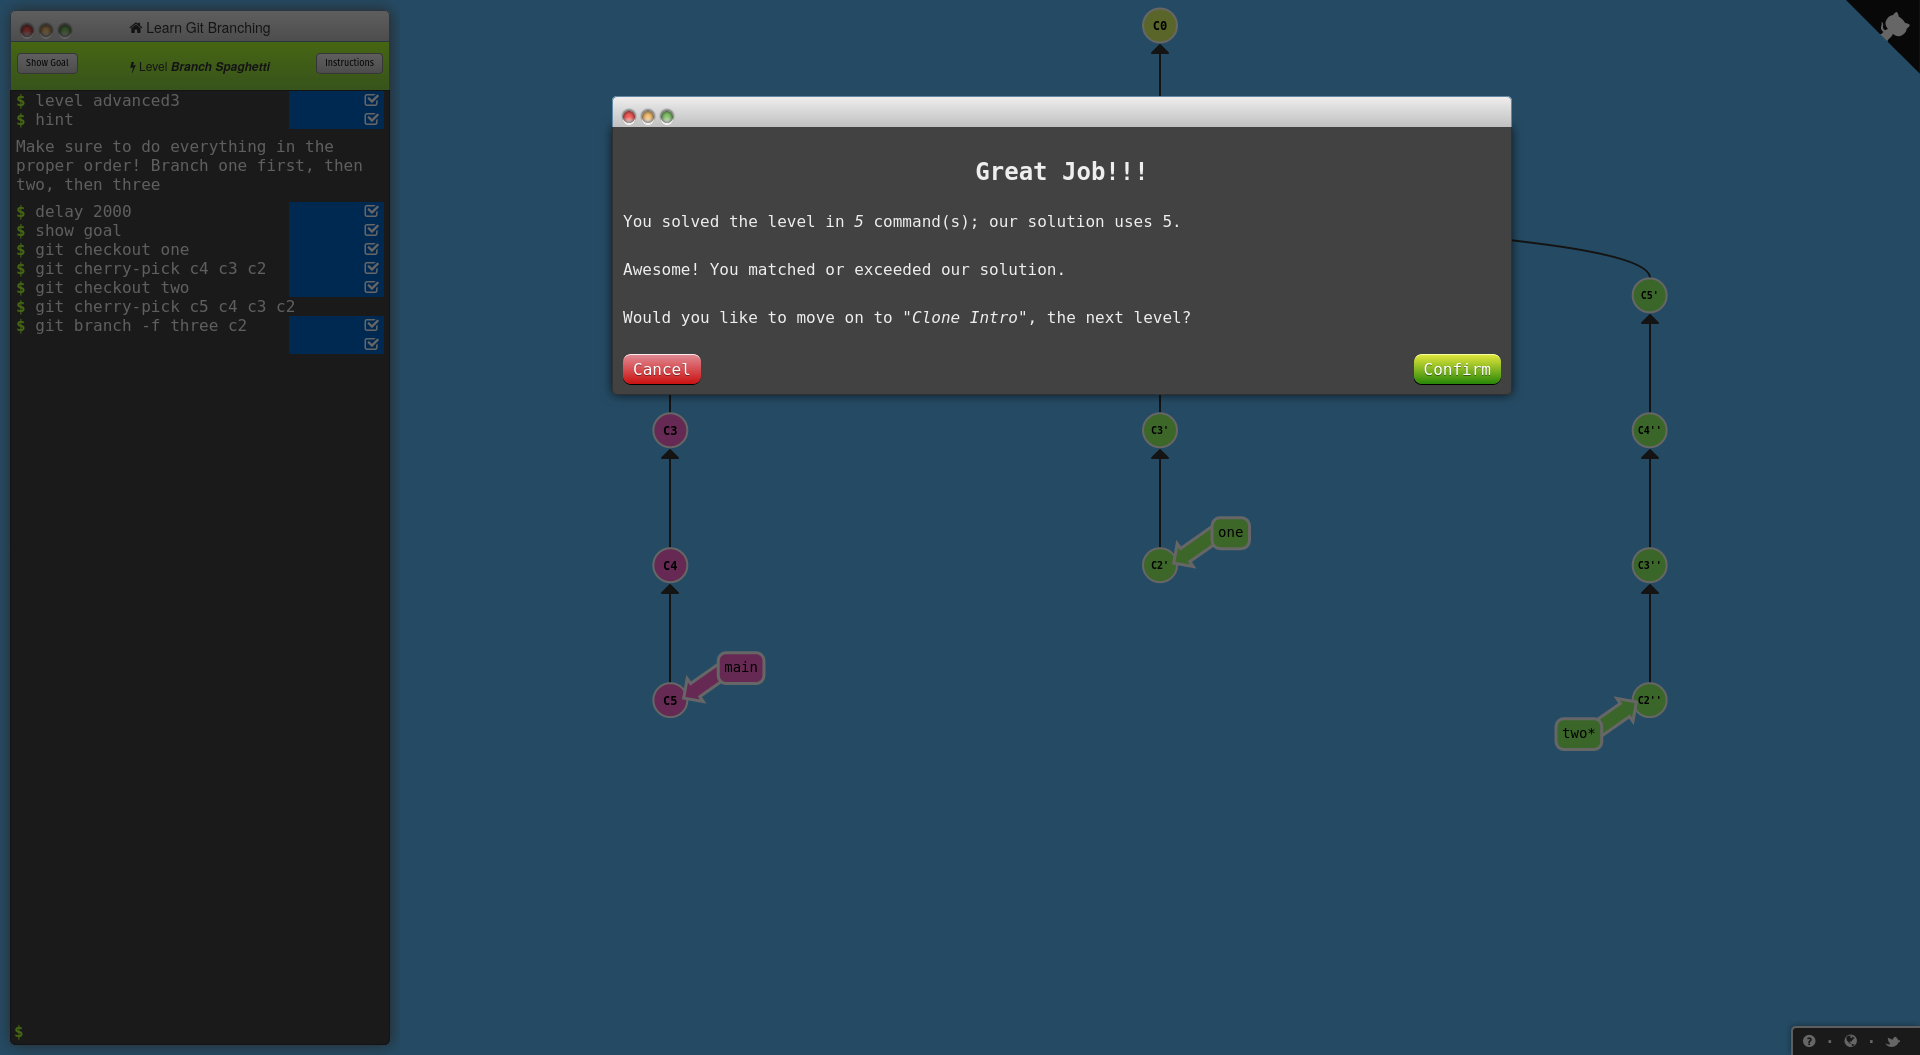 Learn Git Branching
Show Goal
Level Branch Spaghetti
Instructions
$ level advanced3
$ hint
Make sure to do everything in the
proper order! Branch one first, then
two, then three
$ delay 2000
$ show goal
$ git checkout one
$ git cherry-pick c4 c3 c2
$ git checkout two
$ git cherry-pick c5 c4 c3 c2
$ git branch -f three c2
$
C0
Great Job!!!
You solved the level in 5 command(s); our solution uses 5.
Awesome! You matched or exceeded our solution.
Would you like to move on to "Clone Intro", the next level?
Cancel
Confirm
C5'
C3
C3'
C4''
one
C4
C2'
C3''
main
C5
C2''
two*